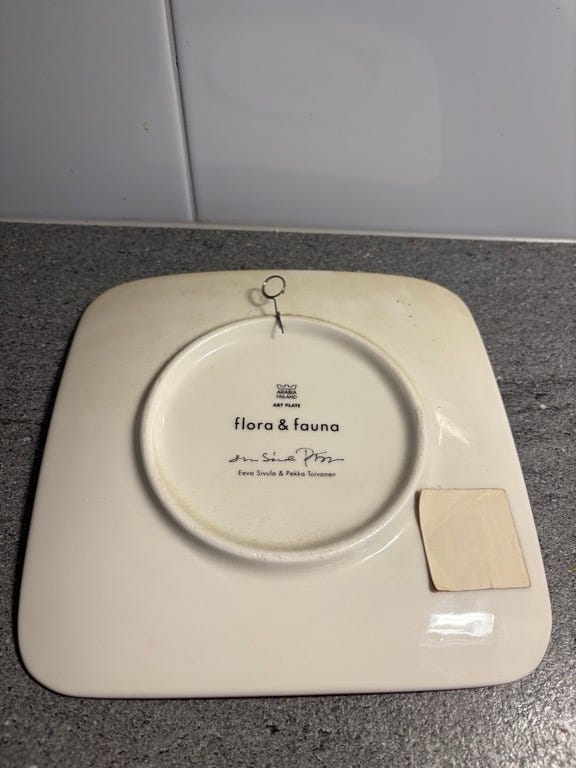 ARABIA
FINLAND
ART PLATE
flora & fauna
Eeva Sivula & Pekka Toivanen